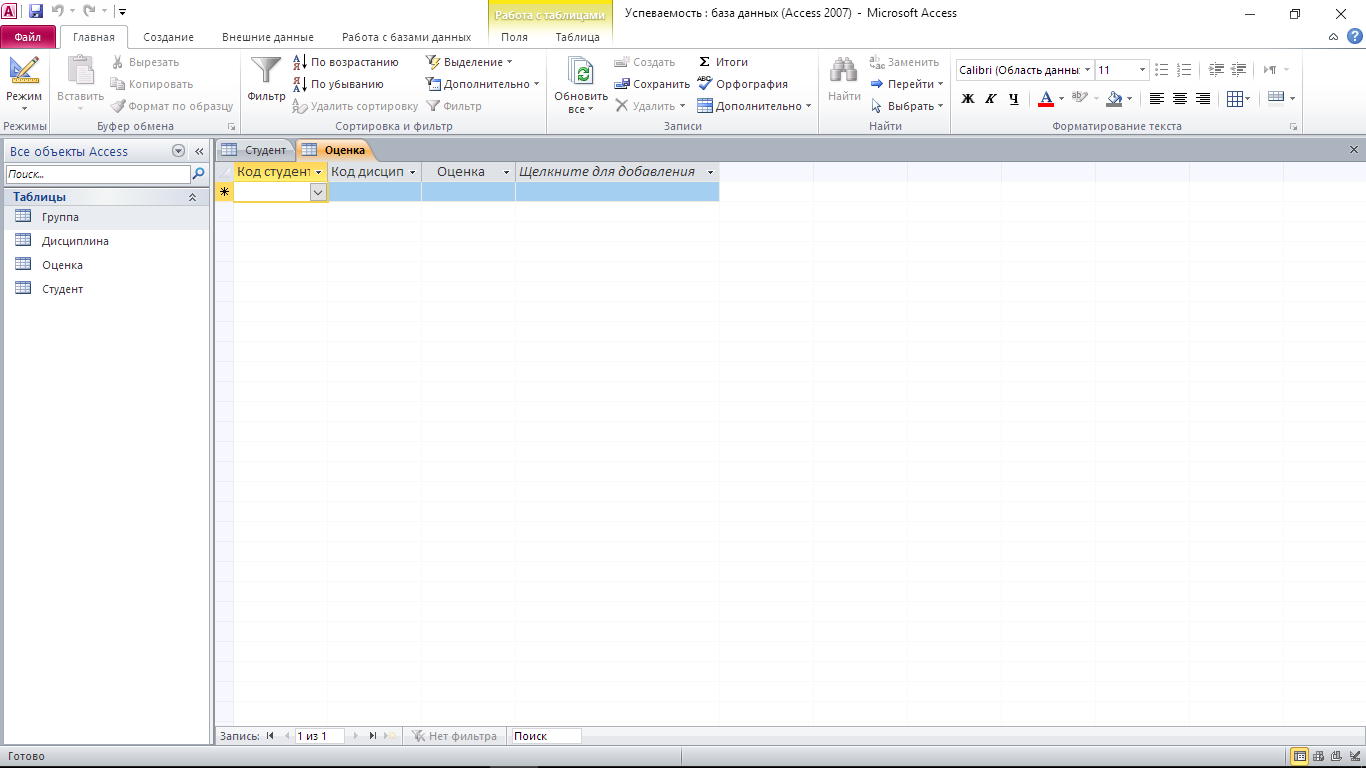 Работа с таблицами
Успеваемость : база данных (Access 2007) - Microsoft Access
Файл Главная Создание Внешние данные Работа с базами данных Поля Таблица
Режим
Режимы
Вставить
Вырезать
Копировать
Формат по образцу
Буфер обмена
Фильтр
По возрастанию
По убыванию
Удалить сортировку
Выделение
Дополнительно
Фильтр
Сортировка и фильтр
Обновить
все
Создать
Сохранить
Удалить
Итоги
Орфография
Дополнительно
Записи
Найти
Заменить
Перейти
Выбрать
Найти
Calibri (Область данны: 11
Ж К Ч
Форматирование текста
Все объекты Access
Поиск...
Таблицы
Группа
Дисциплина
Оценка
Студент
Студент Оценка
Код студент Код дисцип Оценка Щелкните для добавления
Запись: 1 из 1 Нет фильтра Поиск
Готово